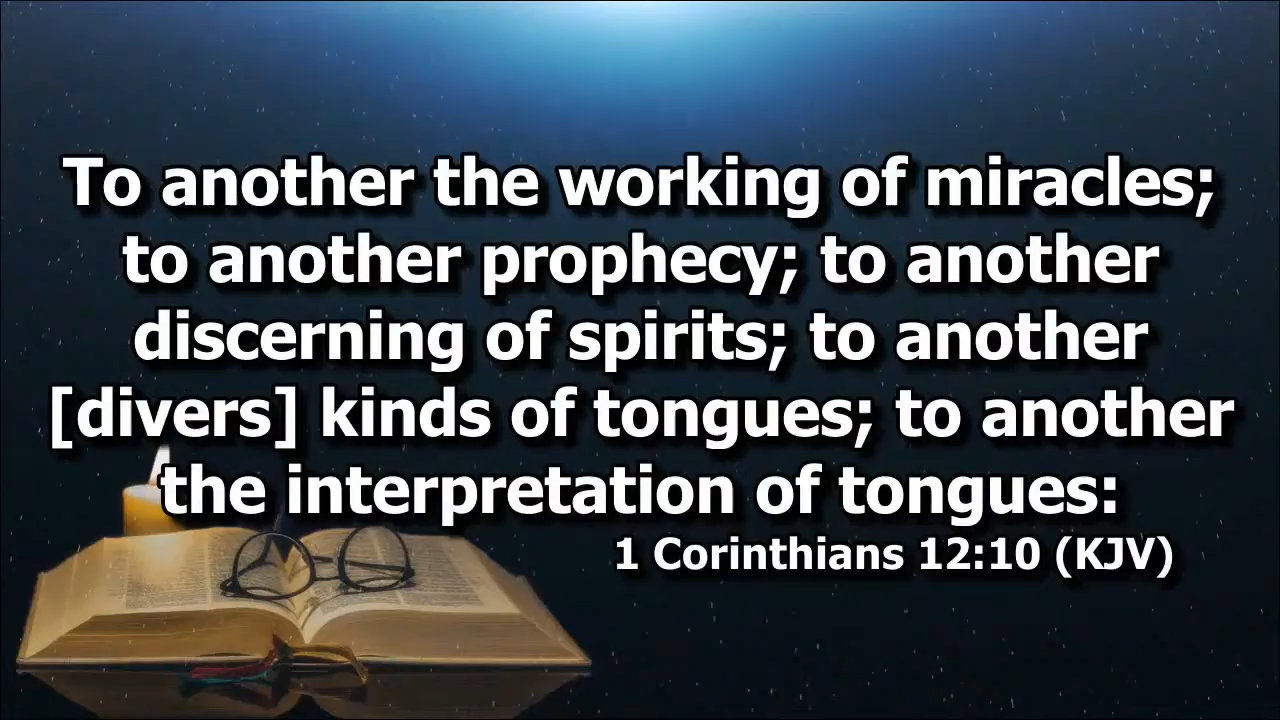 To another the working of miracles;
to another prophecy; to another
discerning of spirits; to another
[divers] kinds of tongues; to another
the interpretation of tongues:
1 Corinthians 12:10 (KJV)